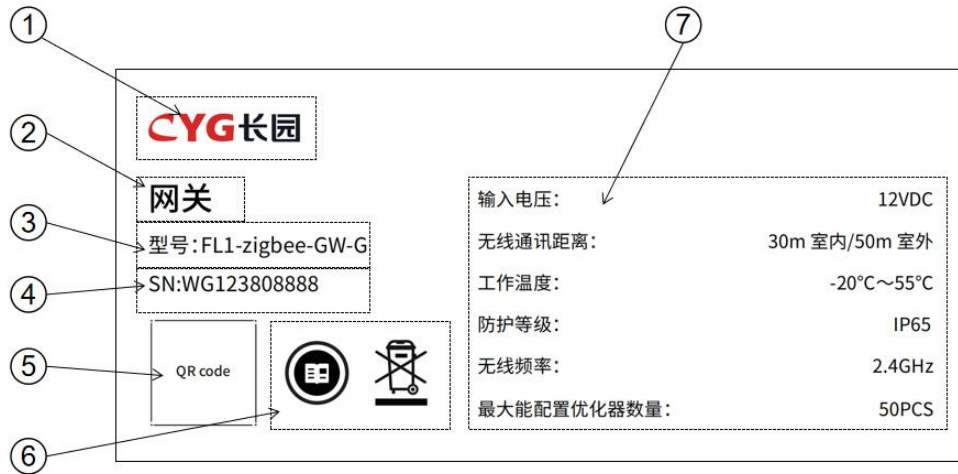 ① ⑦
CYG长园
②
网关
③
型号:FL1-zigbee-GW-G
④
SN:WG123808888
⑤
QR code
⑥
输入电压: 12VDC
无线通讯距离: 30m 室内/50m 室外
工作温度: -20℃～55℃
防护等级: IP65
无线频率: 2.4GHz
最大能配置优化器数量: 50PCS